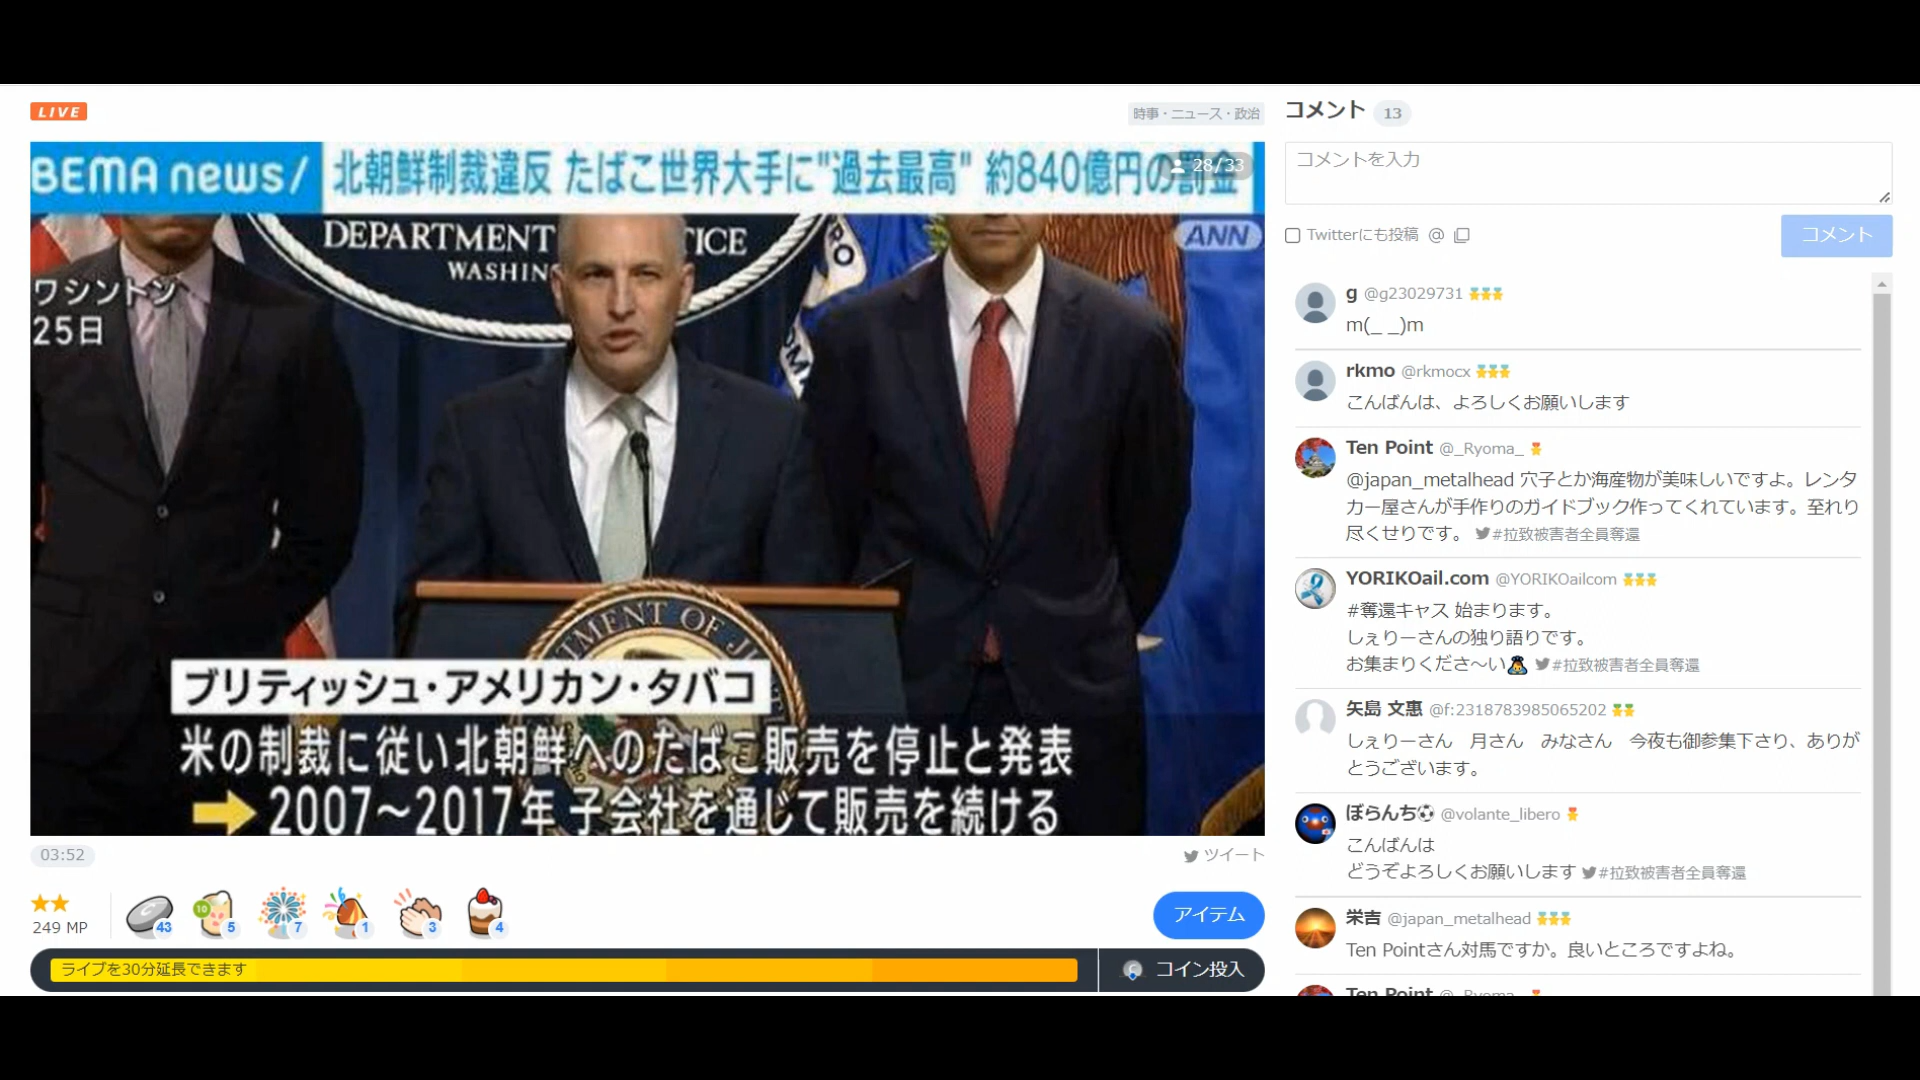 LIVE
時事・ニュース・政治
BEMA news/
北朝鮮制裁違反 たばこ世界大手に"過去最高" 約840億円の罰金
28/33
ANN
DEPARTMENT
TICE
WASHIN
ワシントン
25日
MENT OF J
ブリティッシュ・アメリカン・タバコ
米の制裁に従い北朝鮮へのたばこ販売を停止と発表
➡2007～2017年 子会社を通じて販売を続ける
03:52
ツイート
249 MP
43
10
5
7
1
3
4
アイテム
ライブを30分延長できます
コイン投入
コメント 13
コメントを入力
Twitterにも投稿 @
コメント
g @g23029731
m(_ _)m
rkmo @rkmocx
こんばんは、よろしくお願いします
Ten Point @_Ryoma_
@japan_metalhead 穴子とか海産物が美味しいですよ。レンタ
カー屋さんが手作りのガイドブック作ってくれています。至れり
尽くせりです。 #拉致被害者全員奪還
YORIKOail.com @YORIKOailcom
#奪還キャス 始まります。
しぇりーさんの独り語りです。
お集まりくださ〜い #拉致被害者全員奪還
矢島 文惠 @f:2318783985065202
しぇりーさん　月さん　みなさん　今夜も御参集下さり、ありが
とうございます。
ぼらんち⚽ @volante_libero
こんばんは
どうぞよろしくお願いします #拉致被害者全員奪還
栄吉 @japan_metalhead
Ten Pointさん対馬ですか。良いところですよね。
Ten Point @_Ryoma_